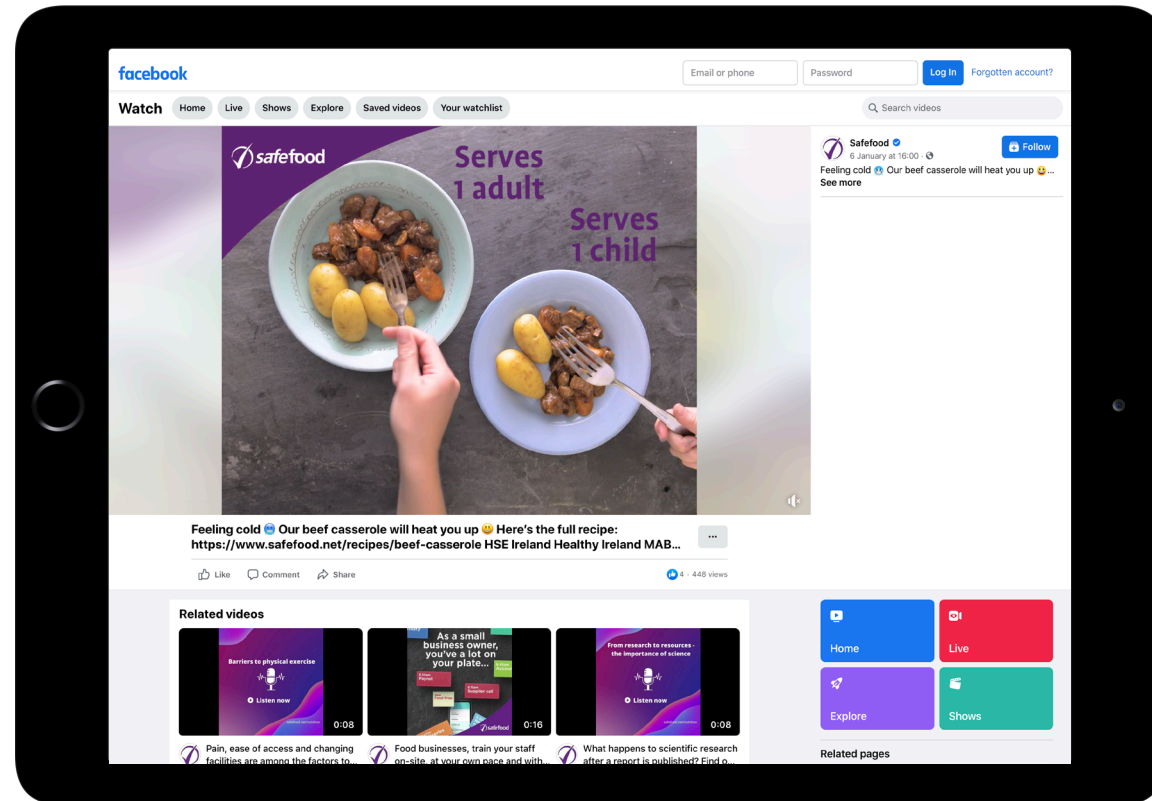 facebook
Email or phone
Password
Log In
Forgotten account?
Watch
Home
Live
Shows
Explore
Saved videos
Your watchlist
Search videos
safefood
Serves
1 adult
Serves
1 child
Safefood
6 January at 16:00 ·
Follow
Feeling cold 🥶 Our beef casserole will heat you up 😃 ...
See more
Feeling cold 🥶 Our beef casserole will heat you up 😃 Here's the full recipe:
https://www.safefood.net/recipes/beef-casserole HSE Ireland Healthy Ireland MAB...
Like
Comment
Share
4 · 446 views
Related videos
Barriers to physical exercise
Listen now
0:08
As a small
business owner,
you've a lot on
your plate...
Payroll
Supplier call
safefood
0:16
From research to resources -
the importance of science
Listen now
0:08
Pain, ease of access and changing
facilities are among the factors to...
Food businesses, train your staff
on-site, at your own pace and with...
What happens to scientific research
after a report is published? Find o...
Home
Live
Explore
Shows
Related pages